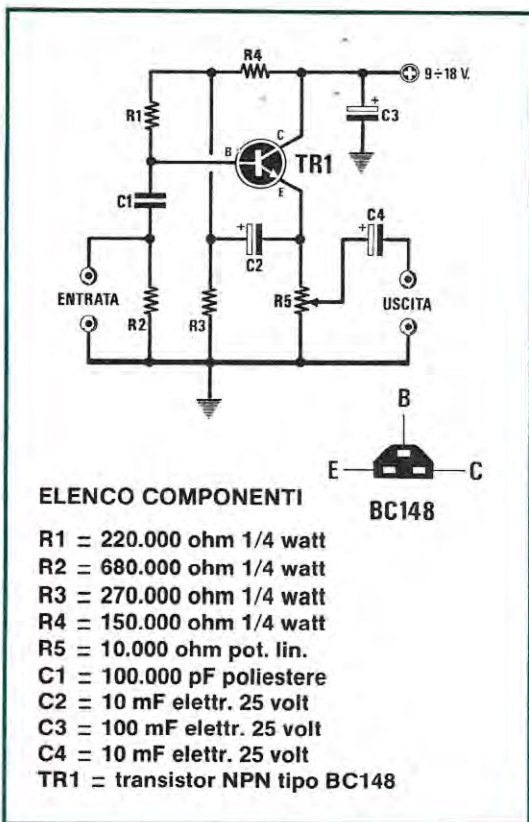 R4
9÷18 V.
R1
C
+
C3
B
TR1
E
C1
+
C4
+
C2
ENTRATA
R5
USCITA
R2
R3
B
E
C
BC148
ELENCO COMPONENTI
R1 = 220.000 ohm 1/4 watt
R2 = 680.000 ohm 1/4 watt
R3 = 270.000 ohm 1/4 watt
R4 = 150.000 ohm 1/4 watt
R5 = 10.000 ohm pot. lin.
C1 = 100.000 pF poliestere
C2 = 10 mF elettr. 25 volt
C3 = 100 mF elettr. 25 volt
C4 = 10 mF elettr. 25 volt
TR1 = transistor NPN tipo BC148